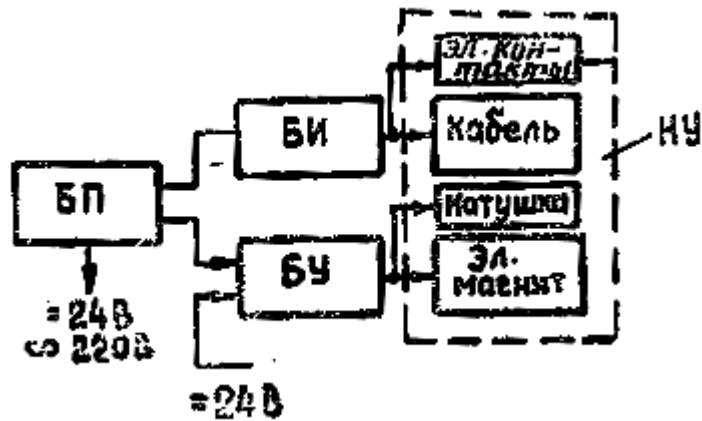 ЭЛ. КОН-
ТАКТЫ
БИ
Кабель
НУ
БП
Катушка
БУ
Эл.
магнит
=24В
∾ 220В
=24В